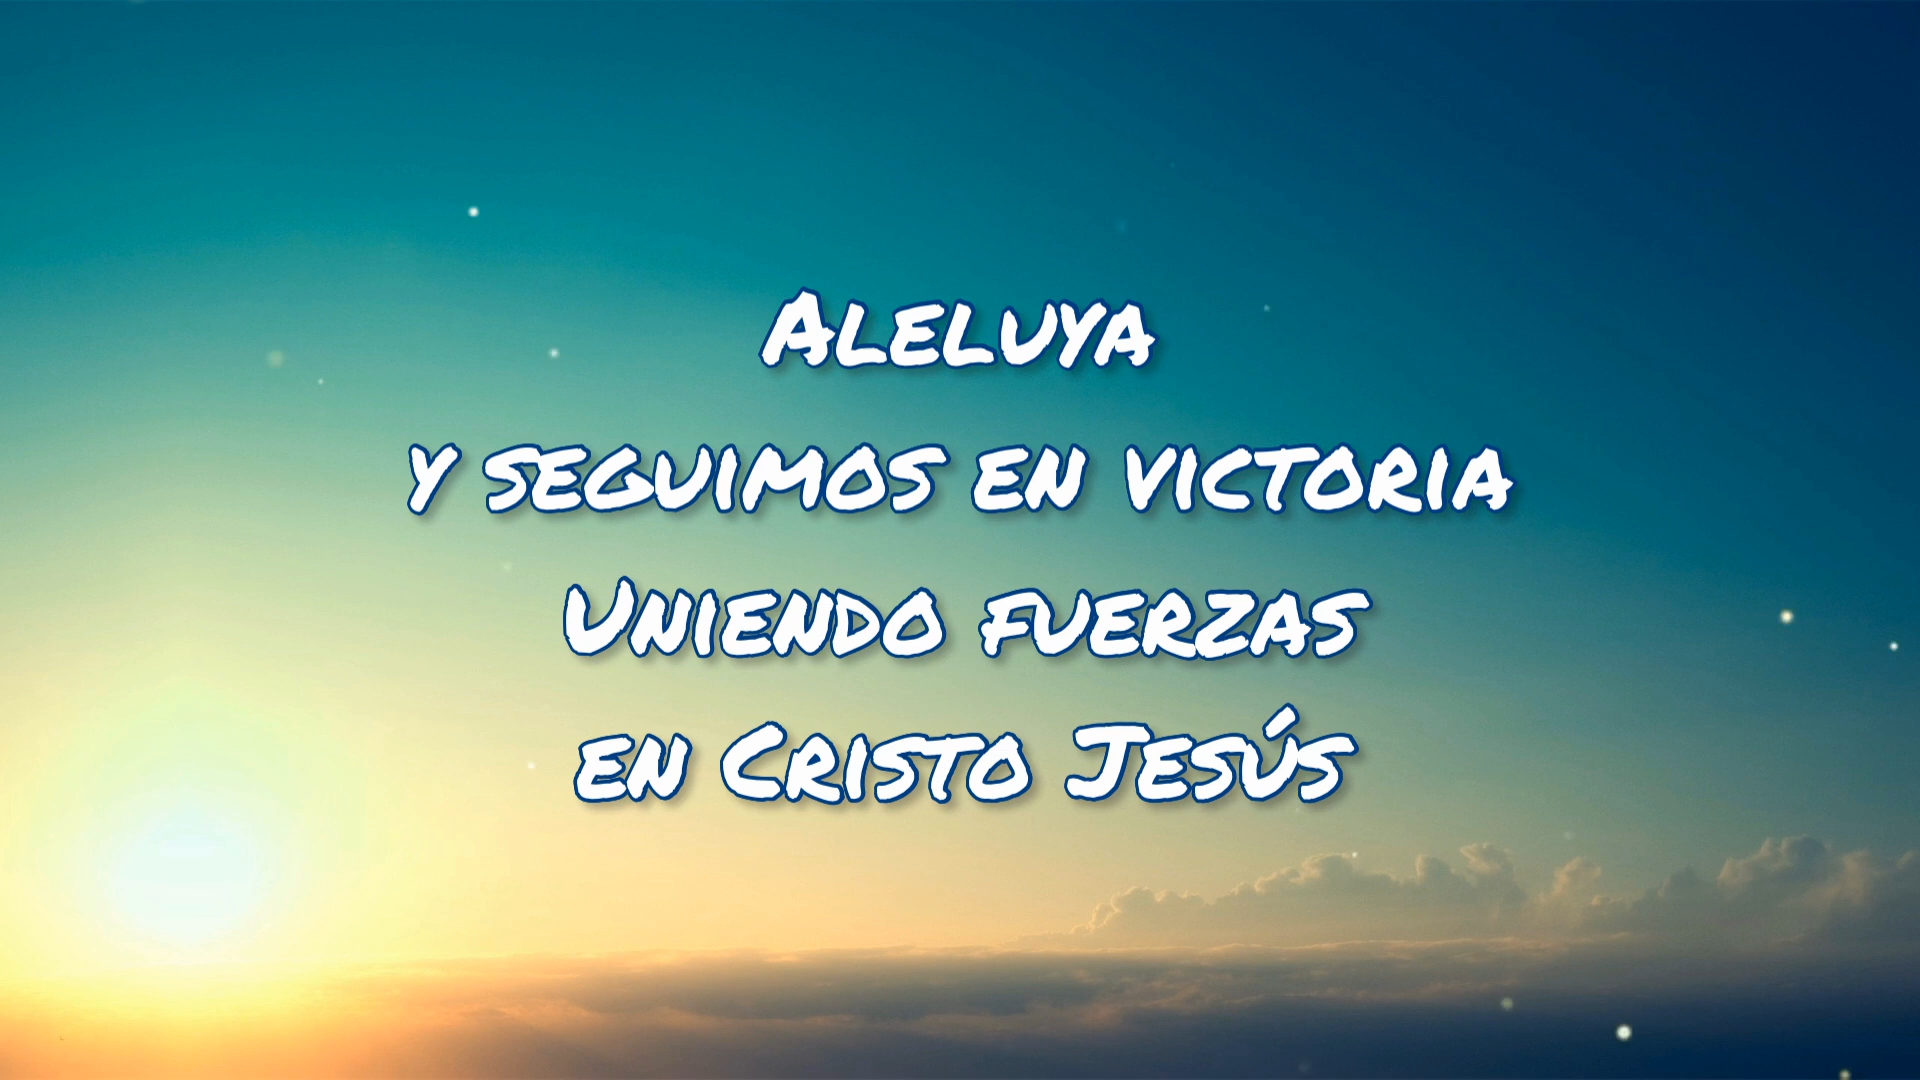 Aleluya
y seguimos en victoria
Uniendo fuerzas
en Cristo Jesús